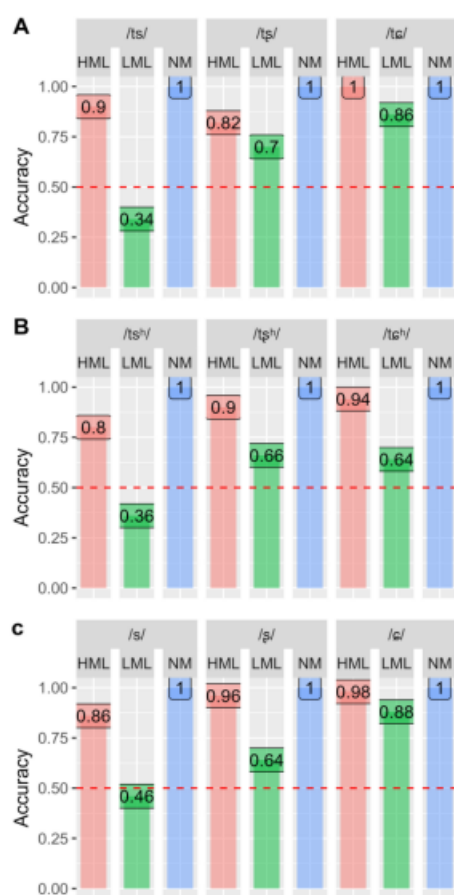 A
/ts/ /tʂ/ /tɕ/
HML LML NM HML LML NM HML LML NM
1.00
0.75
0.50
0.25
0.00
Accuracy
0.9 0.34 1 0.82 0.7 1 1 0.86 1
B
/tsʰ/ /tʂʰ/ /tɕʰ/
HML LML NM HML LML NM HML LML NM
1.00
0.75
0.50
0.25
0.00
Accuracy
0.8 0.36 1 0.9 0.66 1 0.94 0.64 1
c
/s/ /ʂ/ /ɕ/
HML LML NM HML LML NM HML LML NM
1.00
0.75
0.50
0.25
0.00
Accuracy
0.86 0.46 1 0.96 0.64 1 0.98 0.88 1